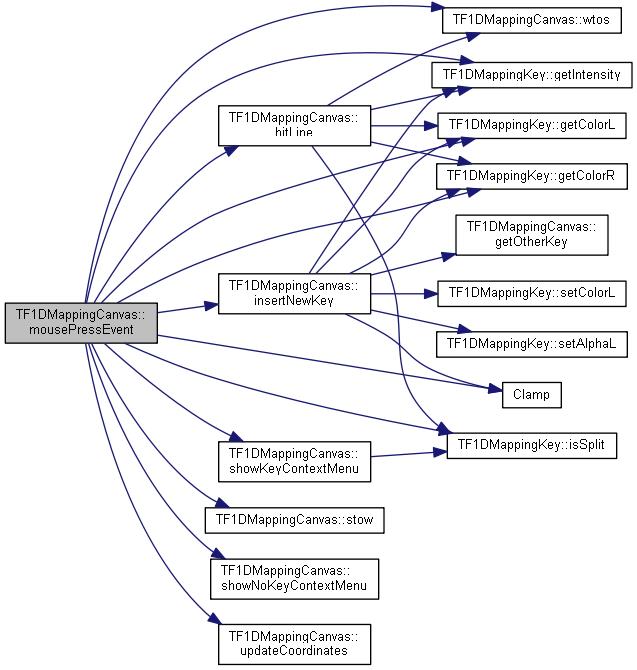 TF1DMappingCanvas::wtos
TF1DMappingKey::getIntensity
TF1DMappingCanvas::
hitLine
TF1DMappingKey::getColorL
TF1DMappingKey::getColorR
TF1DMappingCanvas::
getOtherKey
TF1DMappingCanvas::
insertNewKey
TF1DMappingKey::setColorL
TF1DMappingCanvas::
mousePressEvent
TF1DMappingKey::setAlphaL
Clamp
TF1DMappingKey::isSplit
TF1DMappingCanvas::
showKeyContextMenu
TF1DMappingCanvas::stow
TF1DMappingCanvas::
showNoKeyContextMenu
TF1DMappingCanvas::
updateCoordinates